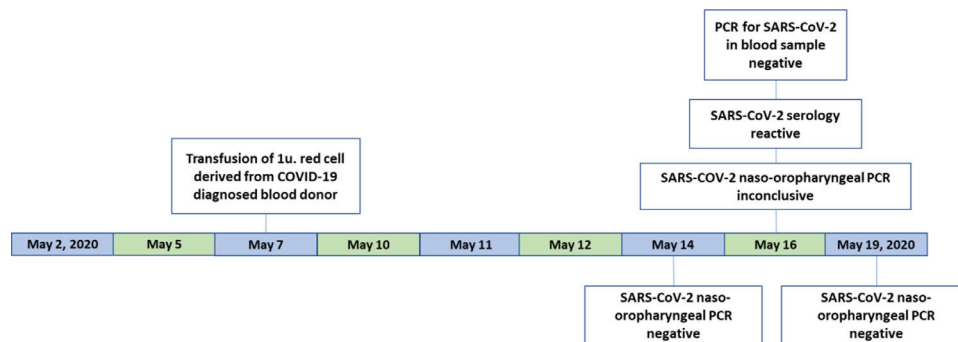 PCR for SARS-CoV-2
in blood sample
negative
SARS-CoV-2 serology
reactive
Transfusion of 1u. red cell
derived from COVID-19
diagnosed blood donor
SARS-COV-2 naso-oropharyngeal PCR
inconclusive
May 2, 2020 May 5 May 7 May 10 May 11 May 12 May 14 May 16 May 19, 2020
SARS-CoV-2 naso-
oropharyngeal PCR
negative
SARS-CoV-2 naso-
oropharyngeal PCR
negative